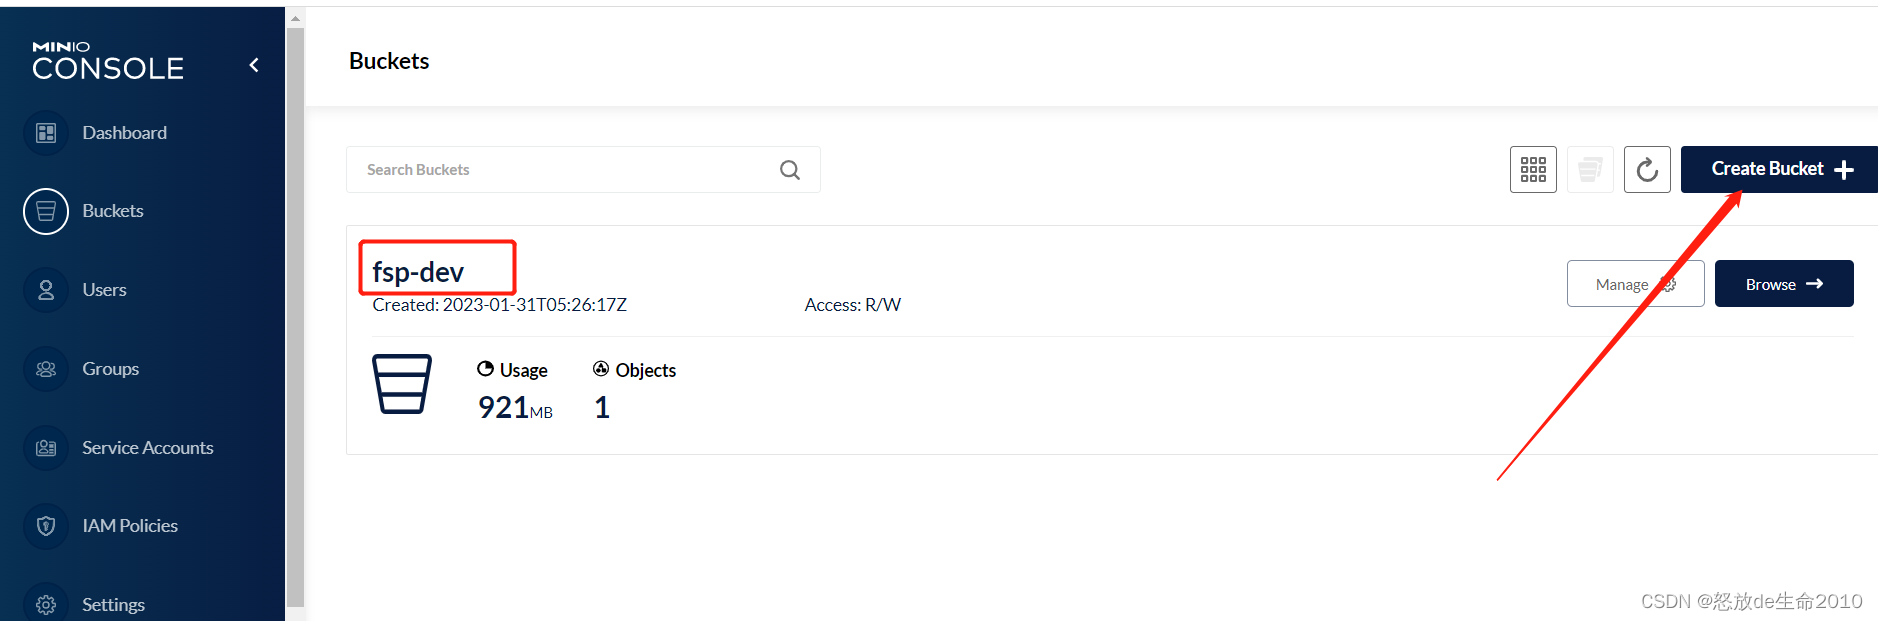 MINIO
CONSOLE
Dashboard
Buckets
Users
Groups
Service Accounts
IAM Policies
Settings
Buckets
Search Buckets
Create Bucket
fsp-dev
Created: 2023-01-31T05:26:17Z
Access: R/W
Manage
Browse
Usage
921MB
Objects
1
CSDN @怒放de生命2010